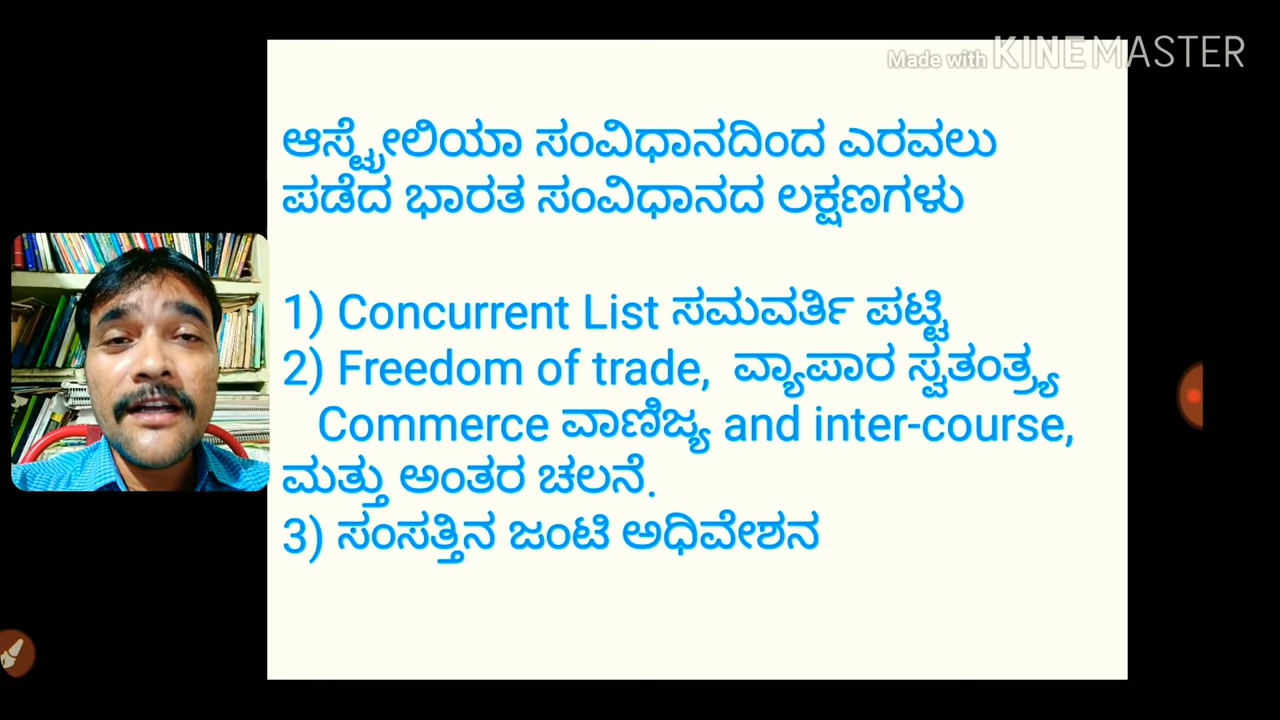 Made with KINEMASTER
ಆಸ್ಟ್ರೇಲಿಯಾ ಸಂವಿಧಾನದಿಂದ ಎರವಲು
ಪಡೆದ ಭಾರತ ಸಂವಿಧಾನದ ಲಕ್ಷಣಗಳು
1) Concurrent List ಸಮವರ್ತಿ ಪಟ್ಟಿ
2) Freedom of trade, ವ್ಯಾಪಾರ ಸ್ವತಂತ್ರ್ಯ
Commerce ವಾಣಿಜ್ಯ and inter-course,
ಮತ್ತು ಅಂತರ ಚಲನೆ.
3) ಸಂಸತ್ತಿನ ಜಂಟಿ ಅಧಿವೇಶನ